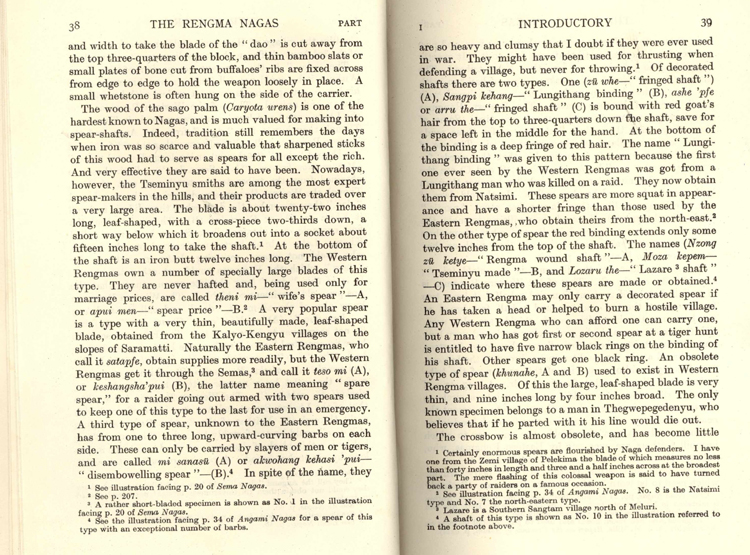 38 THE RENGMA NAGAS PART
and width to take the blade of the “ dao ” is cut away from
the top three-quarters of the block, and thin bamboo slats or
small plates of bone cut from buffaloes’ ribs are fixed across
from edge to edge to hold the weapon loosely in place. A
small whetstone is often hung on the side of the carrier.
The wood of the sago palm (Caryota urens) is one of the
hardest known to Nagas, and is much valued for making into
spear-shafts. Indeed, tradition still remembers the days
when iron was so scarce and valuable that sharpened sticks
of this wood had to serve as spears for all except the rich.
And very effective they are said to have been. Nowadays,
however, the Tseminyu smiths are among the most expert
spear-makers in the hills, and their products are traded over
a very large area. The blade is about twenty-two inches
long, leaf-shaped, with a cross-piece two-thirds down, a
short way below which it broadens out into a socket about
fifteen inches long to take the shaft.¹ At the bottom of
the shaft is an iron butt twelve inches long. The Western
Rengmas own a number of specially large blades of this
type. They are never hafted and, being used only for
marriage prices, are called theni mi—“ wife’s spear ”—A,
or apui men—“ spear price ”—B.² A very popular spear
is a type with a very thin, beautifully made, leaf-shaped
blade, obtained from the Kalyo-Kengyu villages on the
slopes of Saramatti. Naturally the Eastern Rengmas, who
call it satapfe, obtain supplies more readily, but the Western
Rengmas get it through the Semas,³ and call it teso mi (A),
or keshangsha’pui (B), the latter name meaning “ spare
spear,” for a raider going out armed with two spears used
to keep one of this type to the last for use in an emergency.
A third type of spear, unknown to the Eastern Rengmas,
has from one to three long, upward-curving barbs on each
side. These can only be carried by slayers of men or tigers,
and are called mi sanasü (A) or akwohang kehasi ’pui—
“ disembowelling spear ”—(B).⁴ In spite of the name, they
¹ See illustration facing p. 20 of Sema Nagas.
² See p. 207.
³ A rather short-bladed specimen is shown as No. 1 in the illustration
facing p. 20 of Sema Nagas.
⁴ See the illustration facing p. 34 of Angami Nagas for a spear of this
type with an exceptional number of barbs.
I INTRODUCTORY 39
are so heavy and clumsy that I doubt if they were ever used
in war. They might have been used for thrusting when
defending a village, but never for throwing.¹ Of decorated
shafts there are two types. One (zü whe—“ fringed shaft ”)
(A), Sangpi kehang—“ Lungithang binding ” (B), ashe ’pfe
or arru the—“ fringed shaft ” (C) is bound with red goat’s
hair from the top to three-quarters down the shaft, save for
a space left in the middle for the hand. At the bottom of
the binding is a deep fringe of red hair. The name “ Lungi-
thang binding ” was given to this pattern because the first
one ever seen by the Western Rengmas was got from a
Lungithang man who was killed on a raid. They now obtain
them from Natsimi. These spears are more squat in appear-
ance and have a shorter fringe than those used by the
Eastern Rengmas, who obtain theirs from the north-east.²
On the other type of spear the red binding extends only some
twelve inches from the top of the shaft. The names (Nzong
zü ketye—“ Rengma wound shaft ”—A, Moza kepem—
“ Tseminyu made ”—B, and Lozaru the—“ Lazare ³ shaft ”
—C) indicate where these spears are made or obtained.⁴
An Eastern Rengma may only carry a decorated spear if
he has taken a head or helped to burn a hostile village.
Any Western Rengma who can afford one can carry one,
but a man who has got first or second spear at a tiger hunt
is entitled to have five narrow black rings on the binding of
his shaft. Other spears get one black ring. An obsolete
type of spear (khunahe, A and B) used to exist in Western
Rengma villages. Of this the large, leaf-shaped blade is very
thin, and nine inches long by four inches broad. The only
known specimen belongs to a man in Thegwepegedenyu, who
believes that if he parted with it his line would die out.
The crossbow is almost obsolete, and has become little
¹ Certainly enormous spears are flourished by Naga defenders. I have
one from the Zemi village of Pelekima the blade of which measures no less
than forty inches in length and three and a half inches across at the broadest
part. The mere flashing of this colossal weapon is said to have turned
back a party of raiders on a famous occasion.
² See illustration facing p. 34 of Angami Nagas. No. 8 is the Natsimi
type and No. 7 the north-eastern type.
³ Lazare is a Southern Sangtam village north of Meluri.
⁴ A shaft of this type is shown as No. 10 in the illustration referred to
in the footnote above.